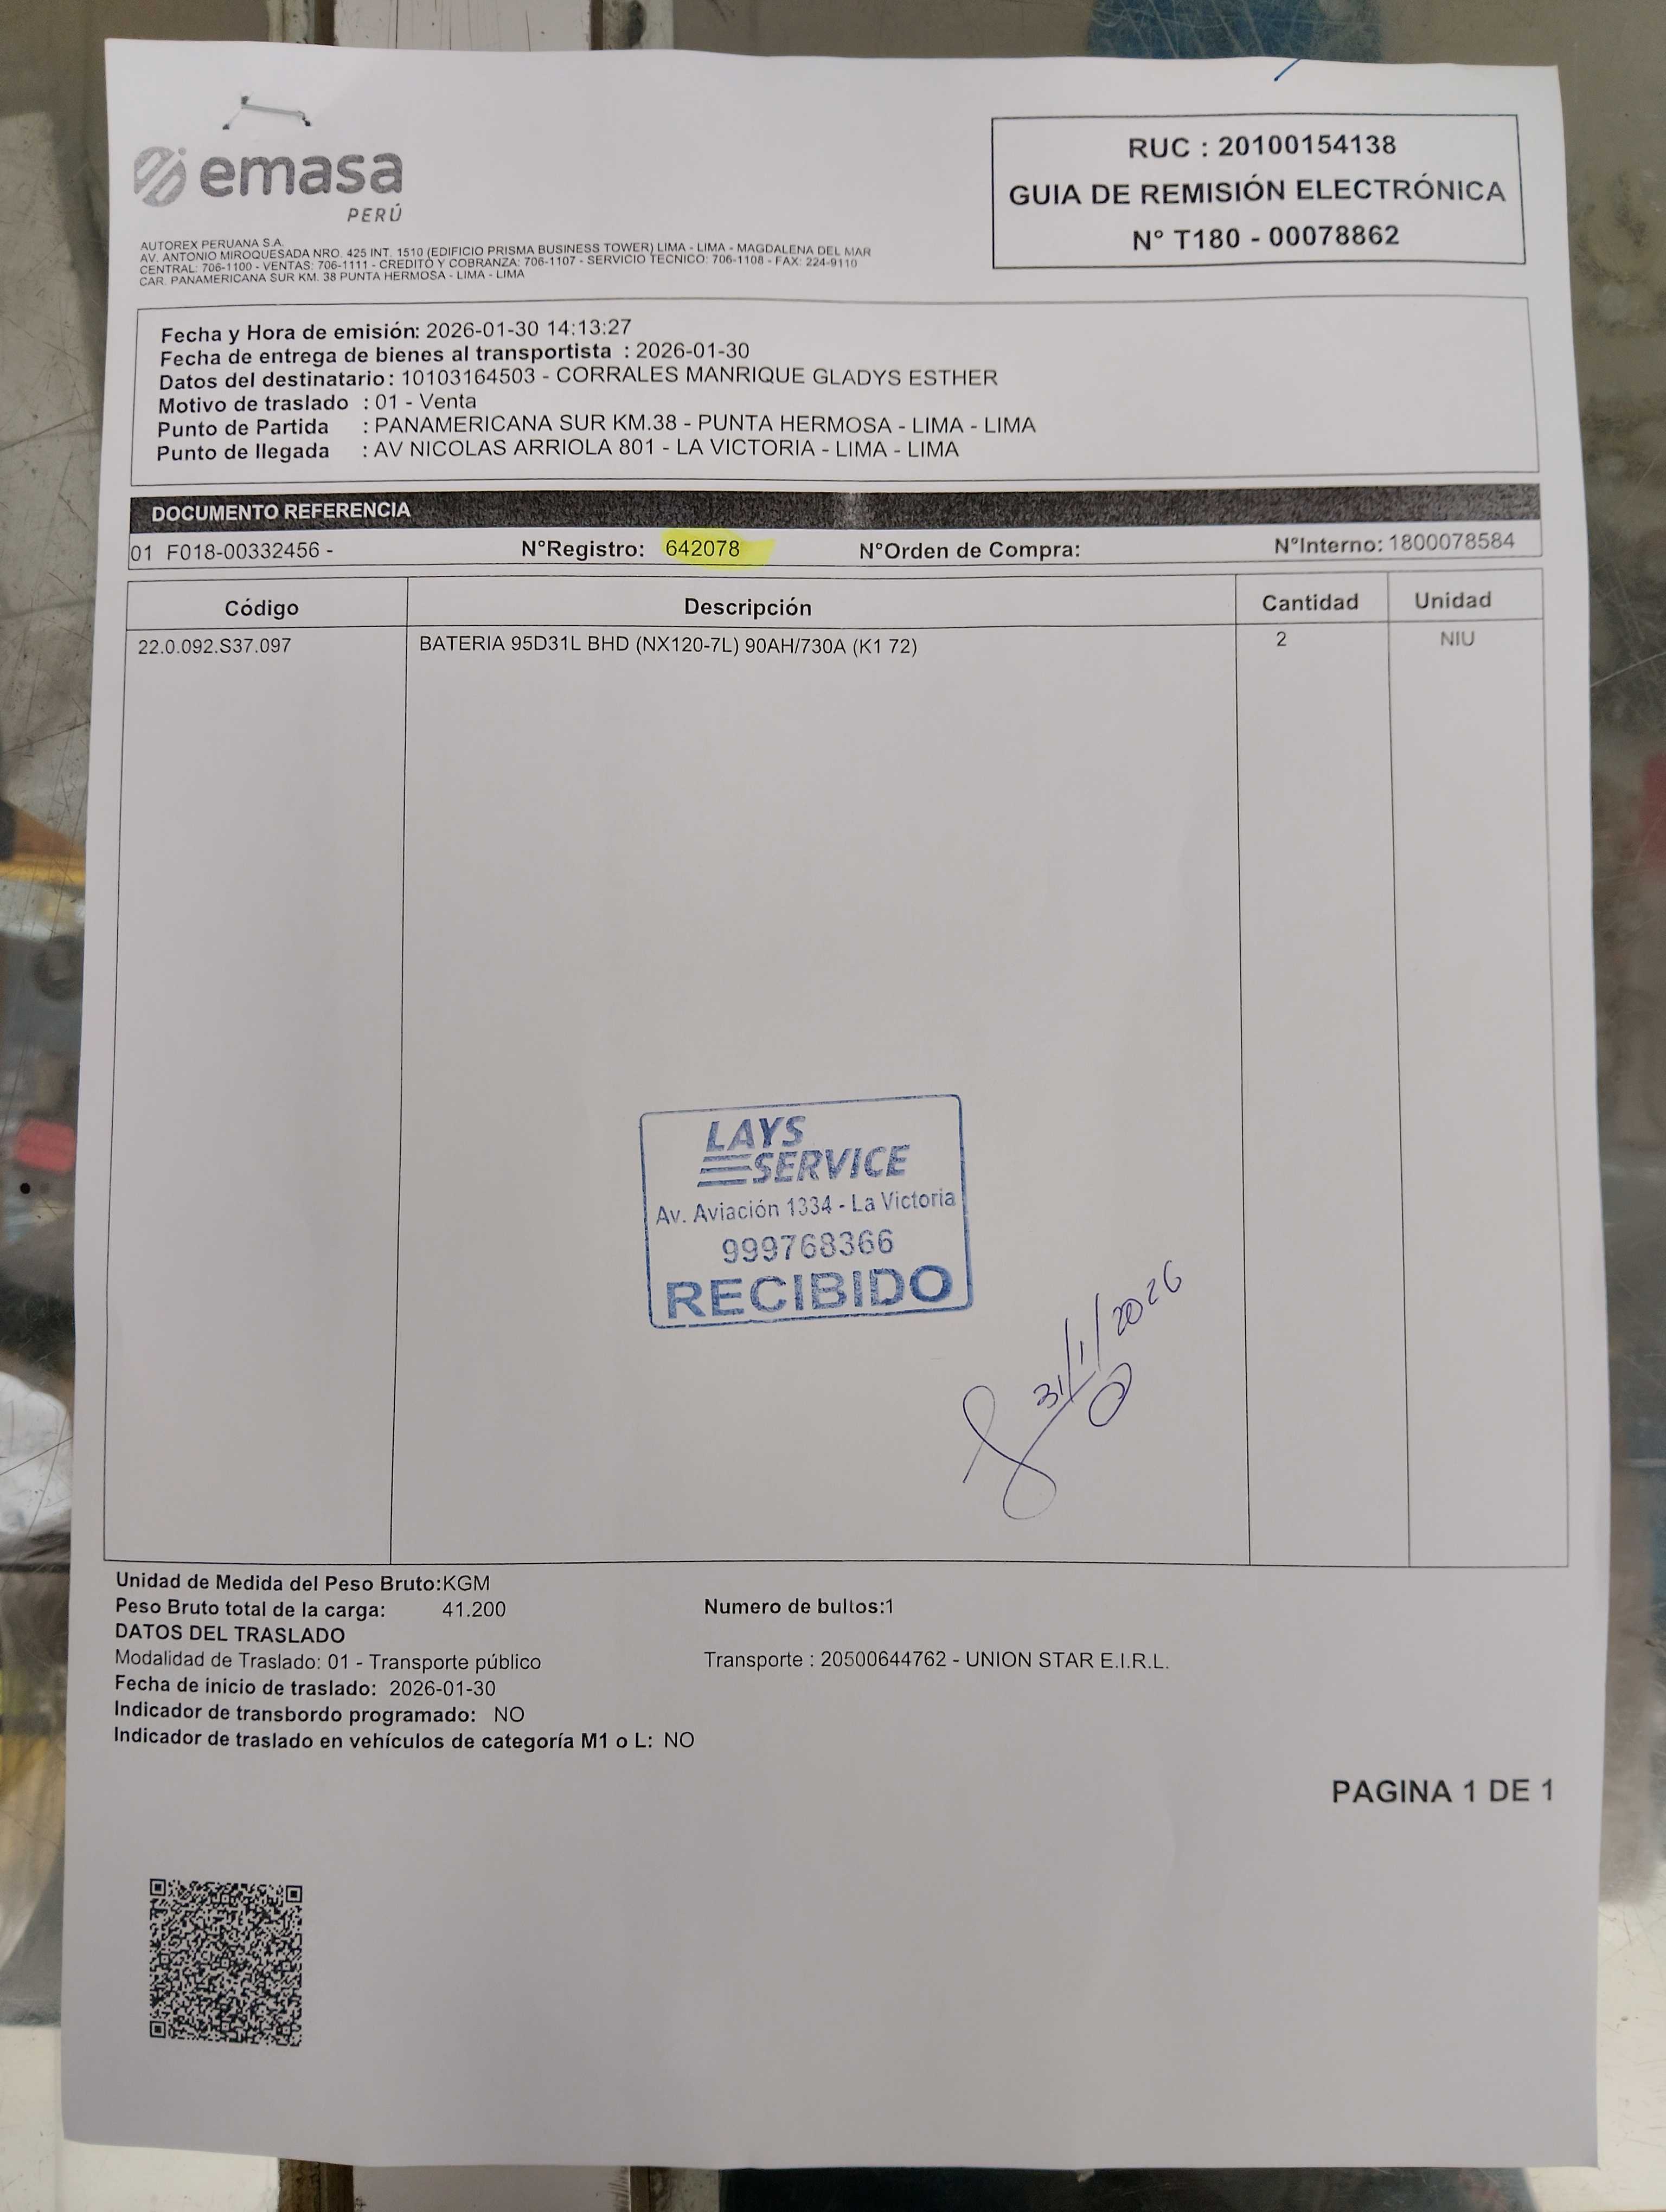 emasa
PERÚ
RUC : 20100154138
GUIA DE REMISIÓN ELECTRÓNICA
N° T180 - 00078862
AUTOREX PERUANA S.A.
AV. ANTONIO MIROQUESADA NRO. 425 INT. 1510 (EDIFICIO PRISMA BUSINESS TOWER) LIMA - LIMA - MAGDALENA DEL MAR
CENTRAL: 706-1100 - VENTAS: 706-1111 - CREDITO Y COBRANZA: 706-1107 - SERVICIO TECNICO: 706-1108 - FAX: 224-9110
CAR. PANAMERICANA SUR KM. 38 PUNTA HERMOSA - LIMA - LIMA
Fecha y Hora de emisión: 2026-01-30 14:13:27
Fecha de entrega de bienes al transportista : 2026-01-30
Datos del destinatario : 10103164503 - CORRALES MANRIQUE GLADYS ESTHER
Motivo de traslado : 01 - Venta
Punto de Partida : PANAMERICANA SUR KM.38 - PUNTA HERMOSA - LIMA - LIMA
Punto de llegada : AV NICOLAS ARRIOLA 801 - LA VICTORIA - LIMA - LIMA
DOCUMENTO REFERENCIA
01 F018-00332456 - N°Registro: 642078 N°Orden de Compra: N°Interno: 1800078584
Código Descripción Cantidad Unidad
22.0.092.S37.097 BATERIA 95D31L BHD (NX120-7L) 90AH/730A (K1 72) 2 NIU
LAYS
SERVICE
Av. Aviación 1334 - La Victoria
999768366
RECIBIDO
31/1/2026
Unidad de Medida del Peso Bruto:KGM
Peso Bruto total de la carga: 41.200 Numero de bultos:1
DATOS DEL TRASLADO
Modalidad de Traslado: 01 - Transporte público Transporte : 20500644762 - UNION STAR E.I.R.L.
Fecha de inicio de traslado: 2026-01-30
Indicador de transbordo programado: NO
Indicador de traslado en vehículos de categoría M1 o L: NO
PAGINA 1 DE 1